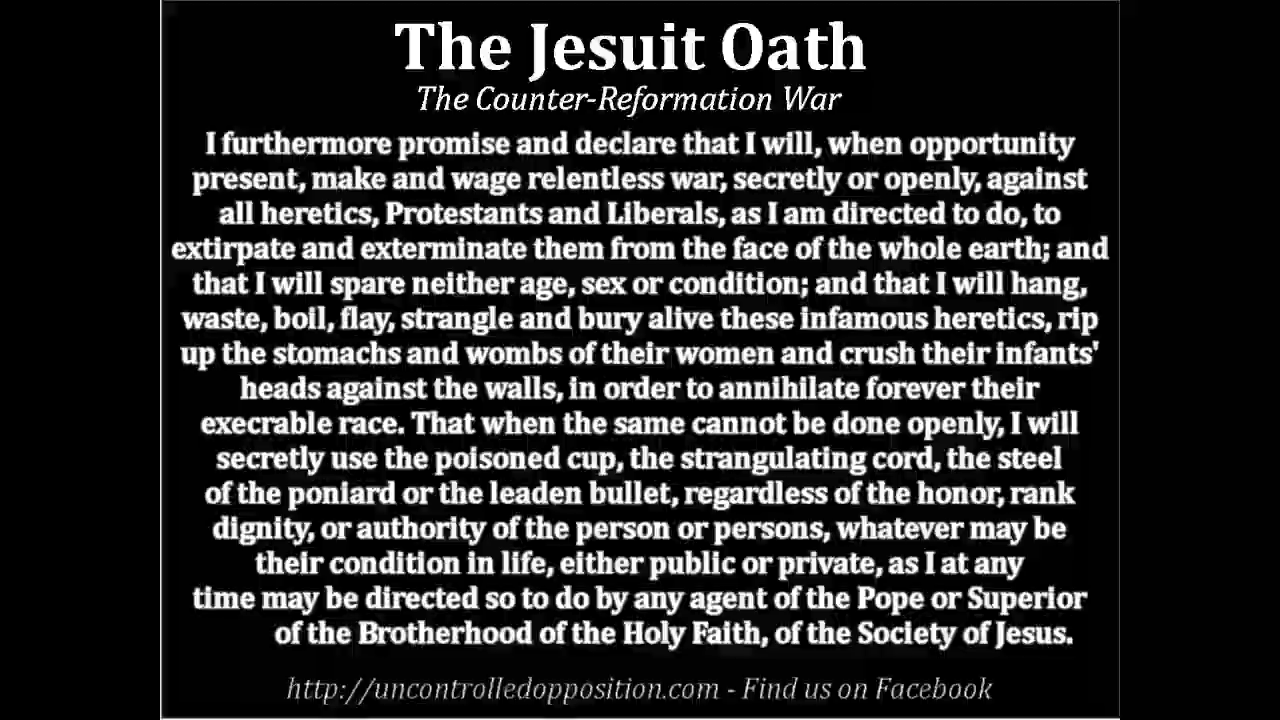 The Jesuit Oath
The Counter-Reformation War
I furthermore promise and declare that I will, when opportunity
present, make and wage relentless war, secretly or openly, against
all heretics, Protestants and Liberals, as I am directed to do, to
extirpate and exterminate them from the face of the whole earth; and
that I will spare neither age, sex or condition; and that I will hang,
waste, boil, flay, strangle and bury alive these infamous heretics, rip
up the stomachs and wombs of their women and crush their infants'
heads against the walls, in order to annihilate forever their
execrable race. That when the same cannot be done openly, I will
secretly use the poisoned cup, the strangulating cord, the steel
of the poniard or the leaden bullet, regardless of the honor, rank
dignity, or authority of the person or persons, whatever may be
their condition in life, either public or private, as I at any
time may be directed so to do by any agent of the Pope or Superior
of the Brotherhood of the Holy Faith, of the Society of Jesus.
http://uncontrolledopposition.com - Find us on Facebook